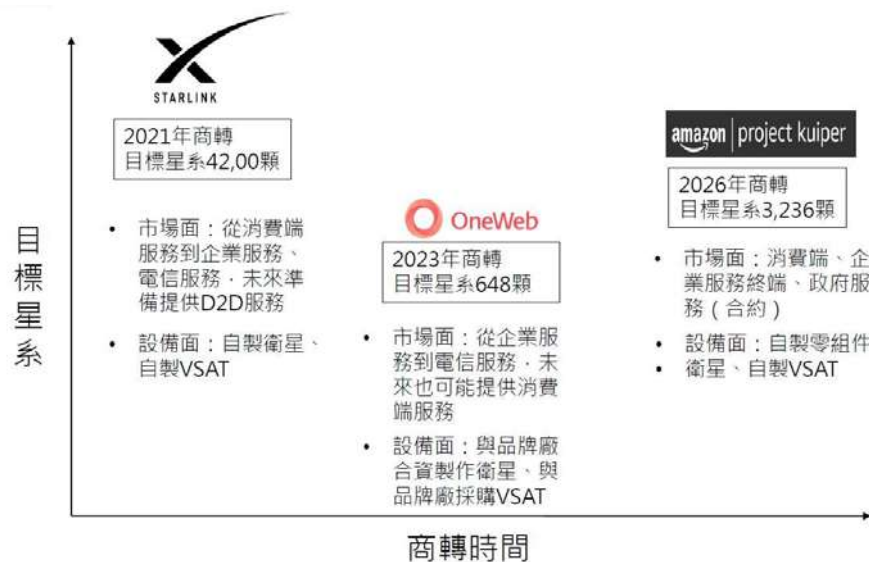 STARLINK
2021年商轉
目標星系42,00顆
• 市場面：從消費端
服務到企業服務、
電信服務，未來準
備提供D2D服務
• 設備面：自製衛星、
自製VSAT
OneWeb
2023年商轉
目標星系648顆
• 市場面：從企業服
務到電信服務，未
來也可能提供消費
端服務
• 設備面：與品牌廠
合資製作衛星、與
品牌廠採購VSAT
amazon | project kuiper
2026年商轉
目標星系3,236顆
• 市場面：消費端、企
業服務終端、政府服
務（合約）
• 設備面：自製零組件
• 衛星、自製VSAT
目標星系
商轉時間